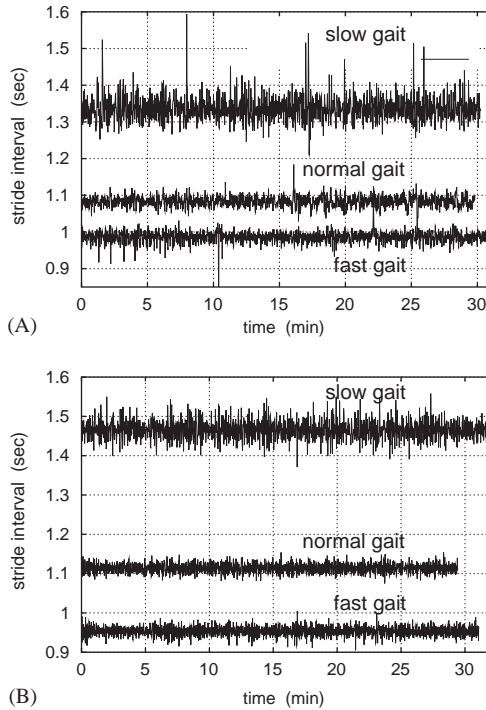 1.6
1.5
1.4
1.3
1.2
1.1
1
0.9
stride interval (sec)
slow gait
normal gait
fast gait
0 5 10 15 20 25 30
(A)
time (min)
1.6
1.5
1.4
1.3
1.2
1.1
1
0.9
stride interval (sec)
slow gait
normal gait
fast gait
0 5 10 15 20 25 30
(B)
time (min)